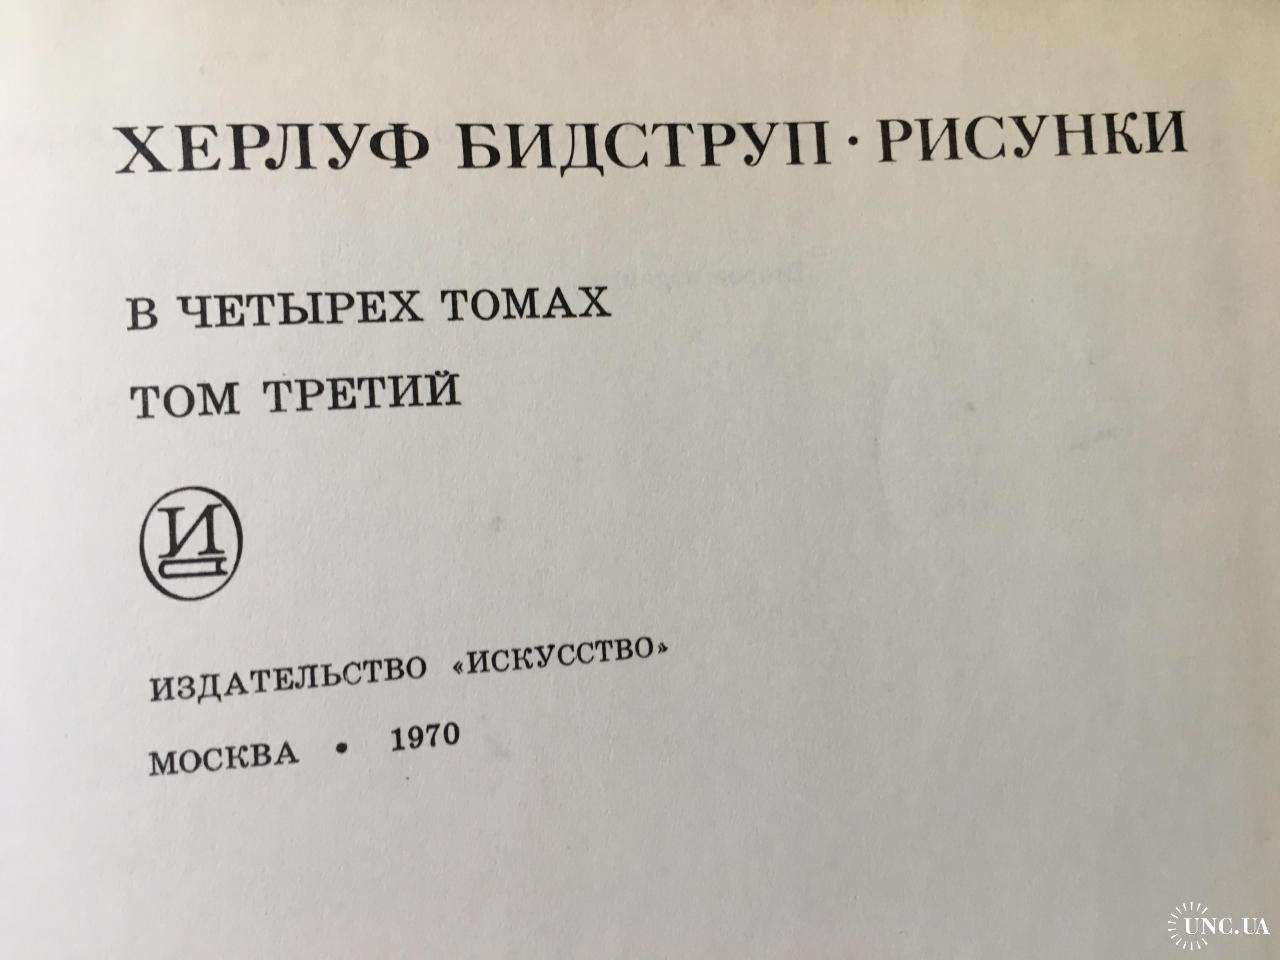 ХЕРЛУФ БИДСТРУП · РИСУНКИ
В ЧЕТЫРЕХ ТОМАХ
ТОМ ТРЕТИЙ
И
ИЗДАТЕЛЬСТВО «ИСКУССТВО»
МОСКВА • 1970
UNC.UA